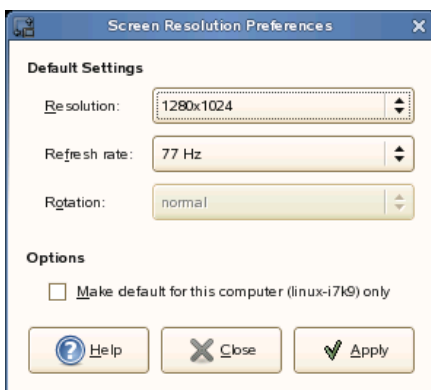 Screen Resolution Preferences
Default Settings
Resolution: 1280x1024
Refresh rate: 77 Hz
Rotation: normal
Options
Make default for this computer (linux-i7k9) only
Help Close Apply